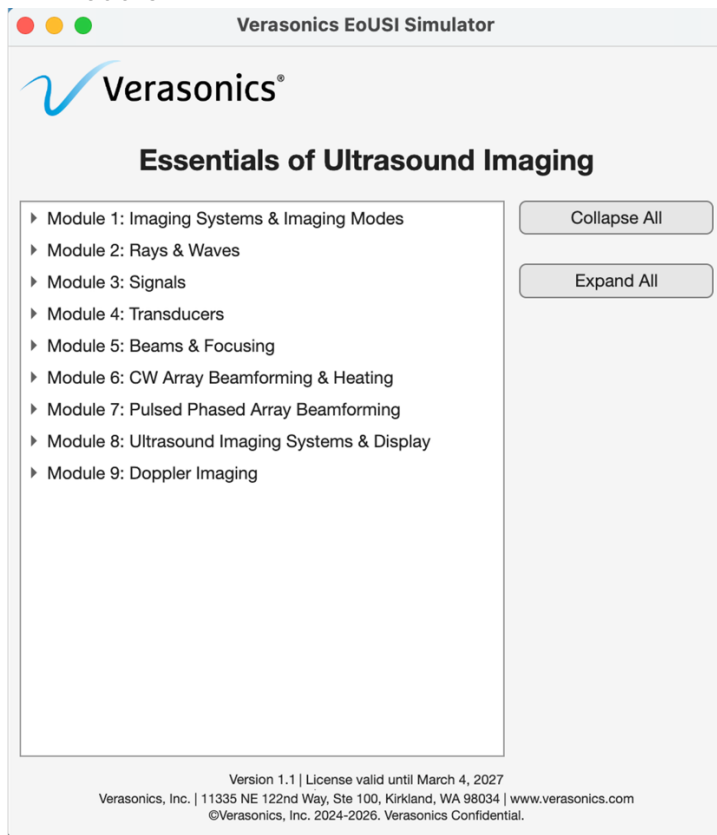 Verasonics EoUSI Simulator
Verasonics®
Essentials of Ultrasound Imaging
Module 1: Imaging Systems & Imaging Modes
Module 2: Rays & Waves
Module 3: Signals
Module 4: Transducers
Module 5: Beams & Focusing
Module 6: CW Array Beamforming & Heating
Module 7: Pulsed Phased Array Beamforming
Module 8: Ultrasound Imaging Systems & Display
Module 9: Doppler Imaging
Collapse All
Expand All
Version 1.1 | License valid until March 4, 2027
Verasonics, Inc. | 11335 NE 122nd Way, Ste 100, Kirkland, WA 98034 | www.verasonics.com
©Verasonics, Inc. 2024-2026. Verasonics Confidential.